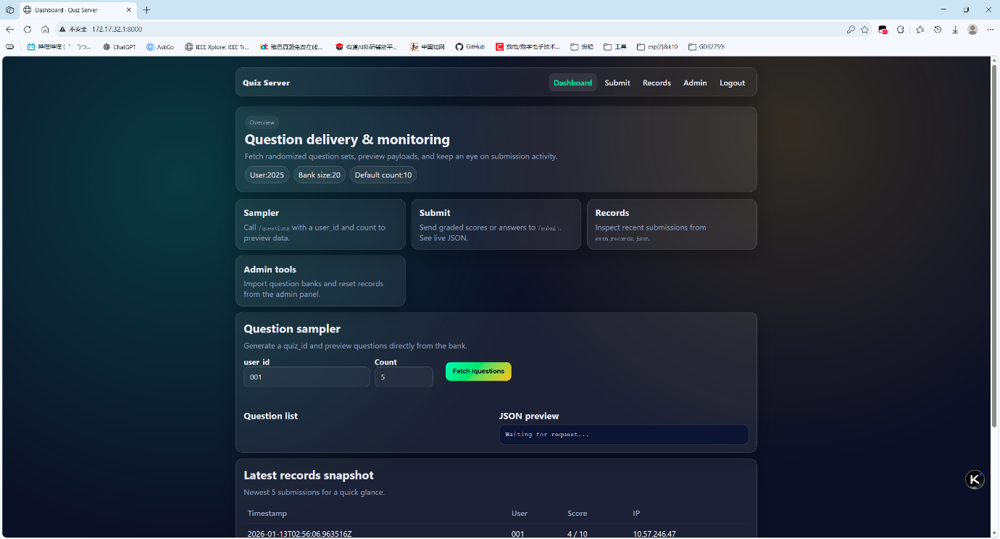 Dashboard · Quiz Server
不安全 172.17.32.1:8000
哔哩哔哩 (゜-゜)つ...
ChatGPT
AskGo
IEEE Xplore: IEEE Tr...
雅思真题免费在线...
有道AI科研辅助平...
中国知网
GitHub
数电/数字电子技术...
投稿
工具
esp(2)&k10
GD32759I
Quiz Server
Dashboard
Submit
Records
Admin
Logout
Overview
Question delivery & monitoring
Fetch randomized question sets, preview payloads, and keep an eye on submission activity.
User:2025
Bank size:20
Default count:10
Sampler
Call /questions with a user_id and count to
preview data.
Submit
Send graded scores or answers to /submit.
See live JSON.
Records
Inspect recent submissions from
exam_records.json.
Admin tools
Import question banks and reset records
from the admin panel.
Question sampler
Generate a quiz_id and preview questions directly from the bank.
user_id
001
Count
5
Fetch /questions
Question list
JSON preview
Waiting for request...
K
Latest records snapshot
Newest 5 submissions for a quick glance.
Timestamp User Score IP
2026-01-13T02:56:06.963516Z 001 4 / 10 10.57.246.47